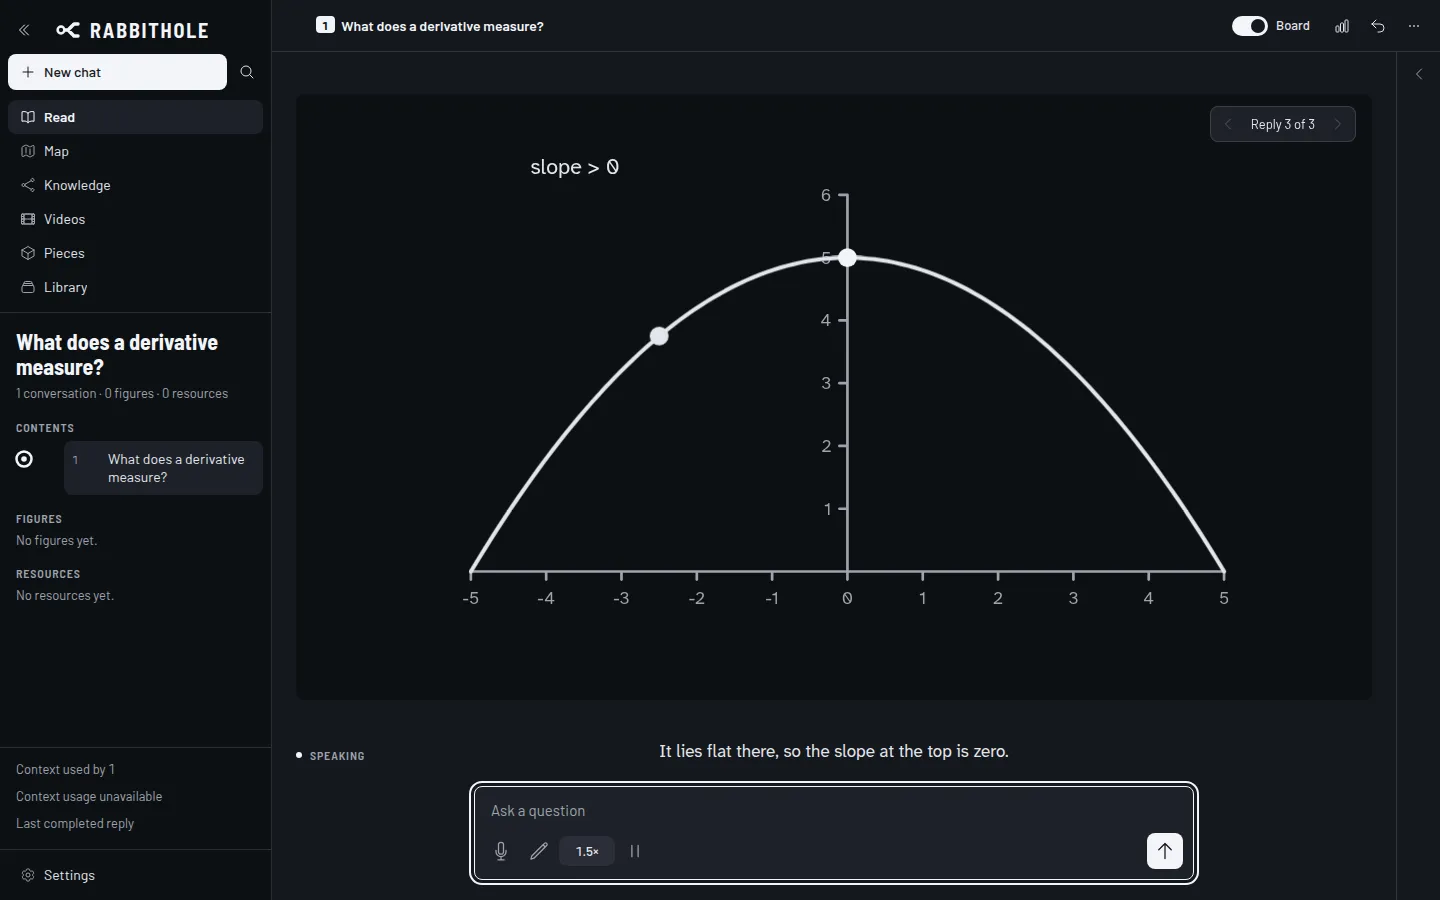 RABBITHOLE
New chat
Read
Map
Knowledge
Videos
Pieces
Library
What does a derivative
measure?
1 conversation · 0 figures · 0 resources
CONTENTS
1 What does a derivative
measure?
FIGURES
No figures yet.
RESOURCES
No resources yet.
Context used by 1
Context usage unavailable
Last completed reply
Settings
1 What does a derivative measure?
Board
Reply 3 of 3
slope > 0
6
5
4
3
2
1
-5 -4 -3 -2 -1 0 1 2 3 4 5
SPEAKING
It lies flat there, so the slope at the top is zero.
Ask a question
1.5×